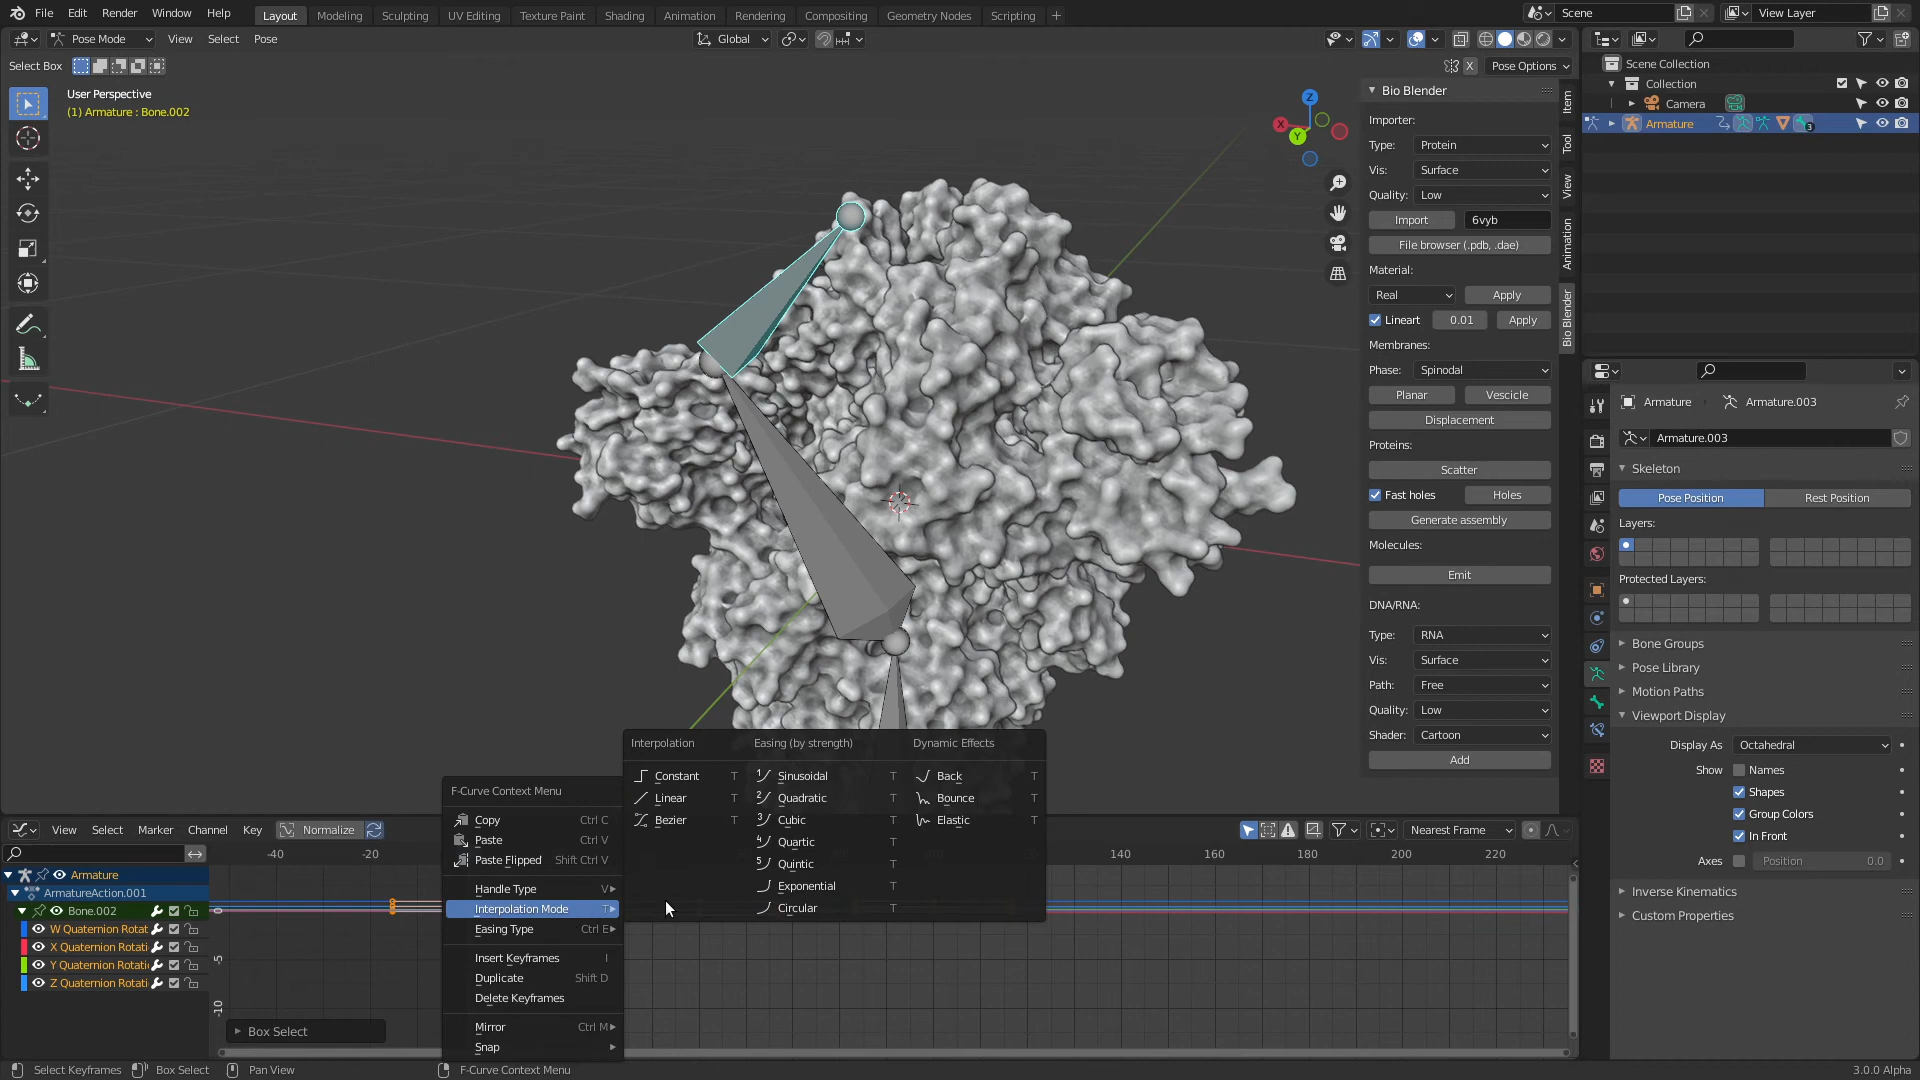 File Edit Render Window Help Layout Modeling Sculpting UV Editing Texture Paint Shading Animation Rendering Compositing Geometry Nodes Scripting + Scene View Layer
Pose Mode View Select Pose Global
Select Box X Pose Options
User Perspective
(1) Armature : Bone.002
Z
X
Y
Bio Blender
Importer:
Type: Protein
Vis: Surface
Quality: Low
Import 6vyb
File browser (.pdb, .dae)
Material:
Real Apply
Lineart 0.01 Apply
Membranes:
Phase: Spinodal
Planar Vescicle
Displacement
Proteins:
Scatter
Fast holes Holes
Generate assembly
Molecules:
Emit
DNA/RNA:
Type: RNA
Vis: Surface
Path: Free
Quality: Low
Shader: Cartoon
Add
Item
Tool
View
Animation
Bio Blender
Scene Collection
Collection
Camera
Armature 3
Armature Armature.003
Armature.003
Skeleton
Pose Position Rest Position
Layers:
Protected Layers:
Bone Groups
Pose Library
Motion Paths
Viewport Display
Display As Octahedral
Show Names
Shapes
Group Colors
In Front
Axes Position 0.0
Inverse Kinematics
Custom Properties
F-Curve Context Menu
Copy Ctrl C
Paste Ctrl V
Paste Flipped Shift Ctrl V
Handle Type V
Interpolation Mode T
Easing Type Ctrl E
Insert Keyframes I
Duplicate Shift D
Delete Keyframes
Mirror Ctrl M
Snap
Interpolation Easing (by strength) Dynamic Effects
Constant T Sinusoidal T Back T
Linear T Quadratic T Bounce T
Bezier T Cubic T Elastic T
Quartic T
Quintic T
Exponential T
Circular T
View Select Marker Channel Key Normalize Nearest Frame
-40 -20 140 160 180 200 220
Armature
ArmatureAction.001
Bone.002
W Quaternion Rotati
X Quaternion Rotati
Y Quaternion Rotati
Z Quaternion Rotati
0
-5
-10
Box Select
Select Keyframes Box Select Pan View F-Curve Context Menu 3.0.0 Alpha